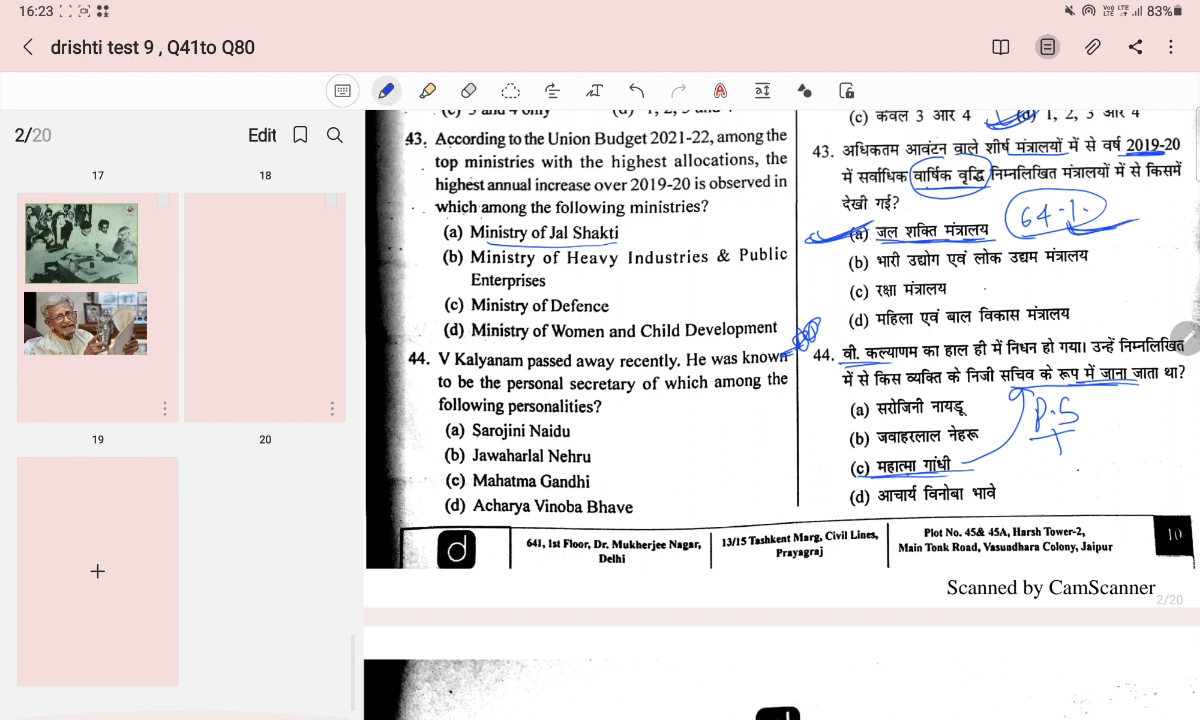 16:23
83%
drishti test 9 , Q41to Q80
2/20
Edit
17
18
19
20
(c) 3 and 4 only
43. According to the Union Budget 2021-22, among the
top ministries with the highest allocations, the
highest annual increase over 2019-20 is observed in
which among the following ministries?
(a) Ministry of Jal Shakti
(b) Ministry of Heavy Industries & Public
Enterprises
(c) Ministry of Defence
(d) Ministry of Women and Child Development
44. V Kalyanam passed away recently. He was known
to be the personal secretary of which among the
following personalities?
(a) Sarojini Naidu
(b) Jawaharlal Nehru
(c) Mahatma Gandhi
(d) Acharya Vinoba Bhave
(c) केवल 3 और 4 (d) 1, 2, 3 और 4
43. अधिकतम आवंटन वाले शीर्ष मंत्रालयों में से वर्ष 2019-20
में सर्वाधिक वार्षिक वृद्धि निम्नलिखित मंत्रालयों में से किसमें
देखी गई?
64-1.
(a) जल शक्ति मंत्रालय
(b) भारी उद्योग एवं लोक उद्यम मंत्रालय
(c) रक्षा मंत्रालय
(d) महिला एवं बाल विकास मंत्रालय
44. वी. कल्याणम का हाल ही में निधन हो गया। उन्हें निम्नलिखित
में से किस व्यक्ति के निजी सचिव के रूप में जाना जाता था?
(a) सरोजिनी नायडू
P.S
(b) जवाहरलाल नेहरू
(c) महात्मा गांधी
(d) आचार्य विनोबा भावे
d
641, 1st Floor, Dr. Mukherjee Nagar,
Delhi
13/15 Tashkent Marg, Civil Lines,
Prayagraj
Plot No. 45& 45A, Harsh Tower-2,
Main Tonk Road, Vasundhara Colony, Jaipur
10
Scanned by CamScanner
2/20